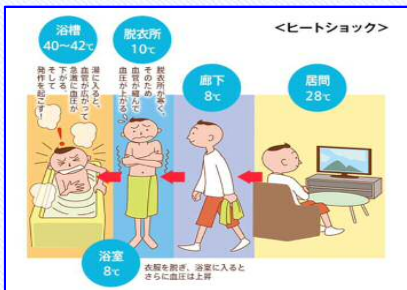 <ヒートショック>
居間
28℃
廊下
8℃
脱衣所
10℃
脱衣所が寒く、
そのため
血管が縮んで
血圧が上がる
浴室
8℃
衣服を脱ぎ、浴室に入ると
さらに血圧は上昇
浴槽
40〜42℃
湯に入ると、
血管が広がって
急激に血圧が
下がる。
そして
発作を起こす!